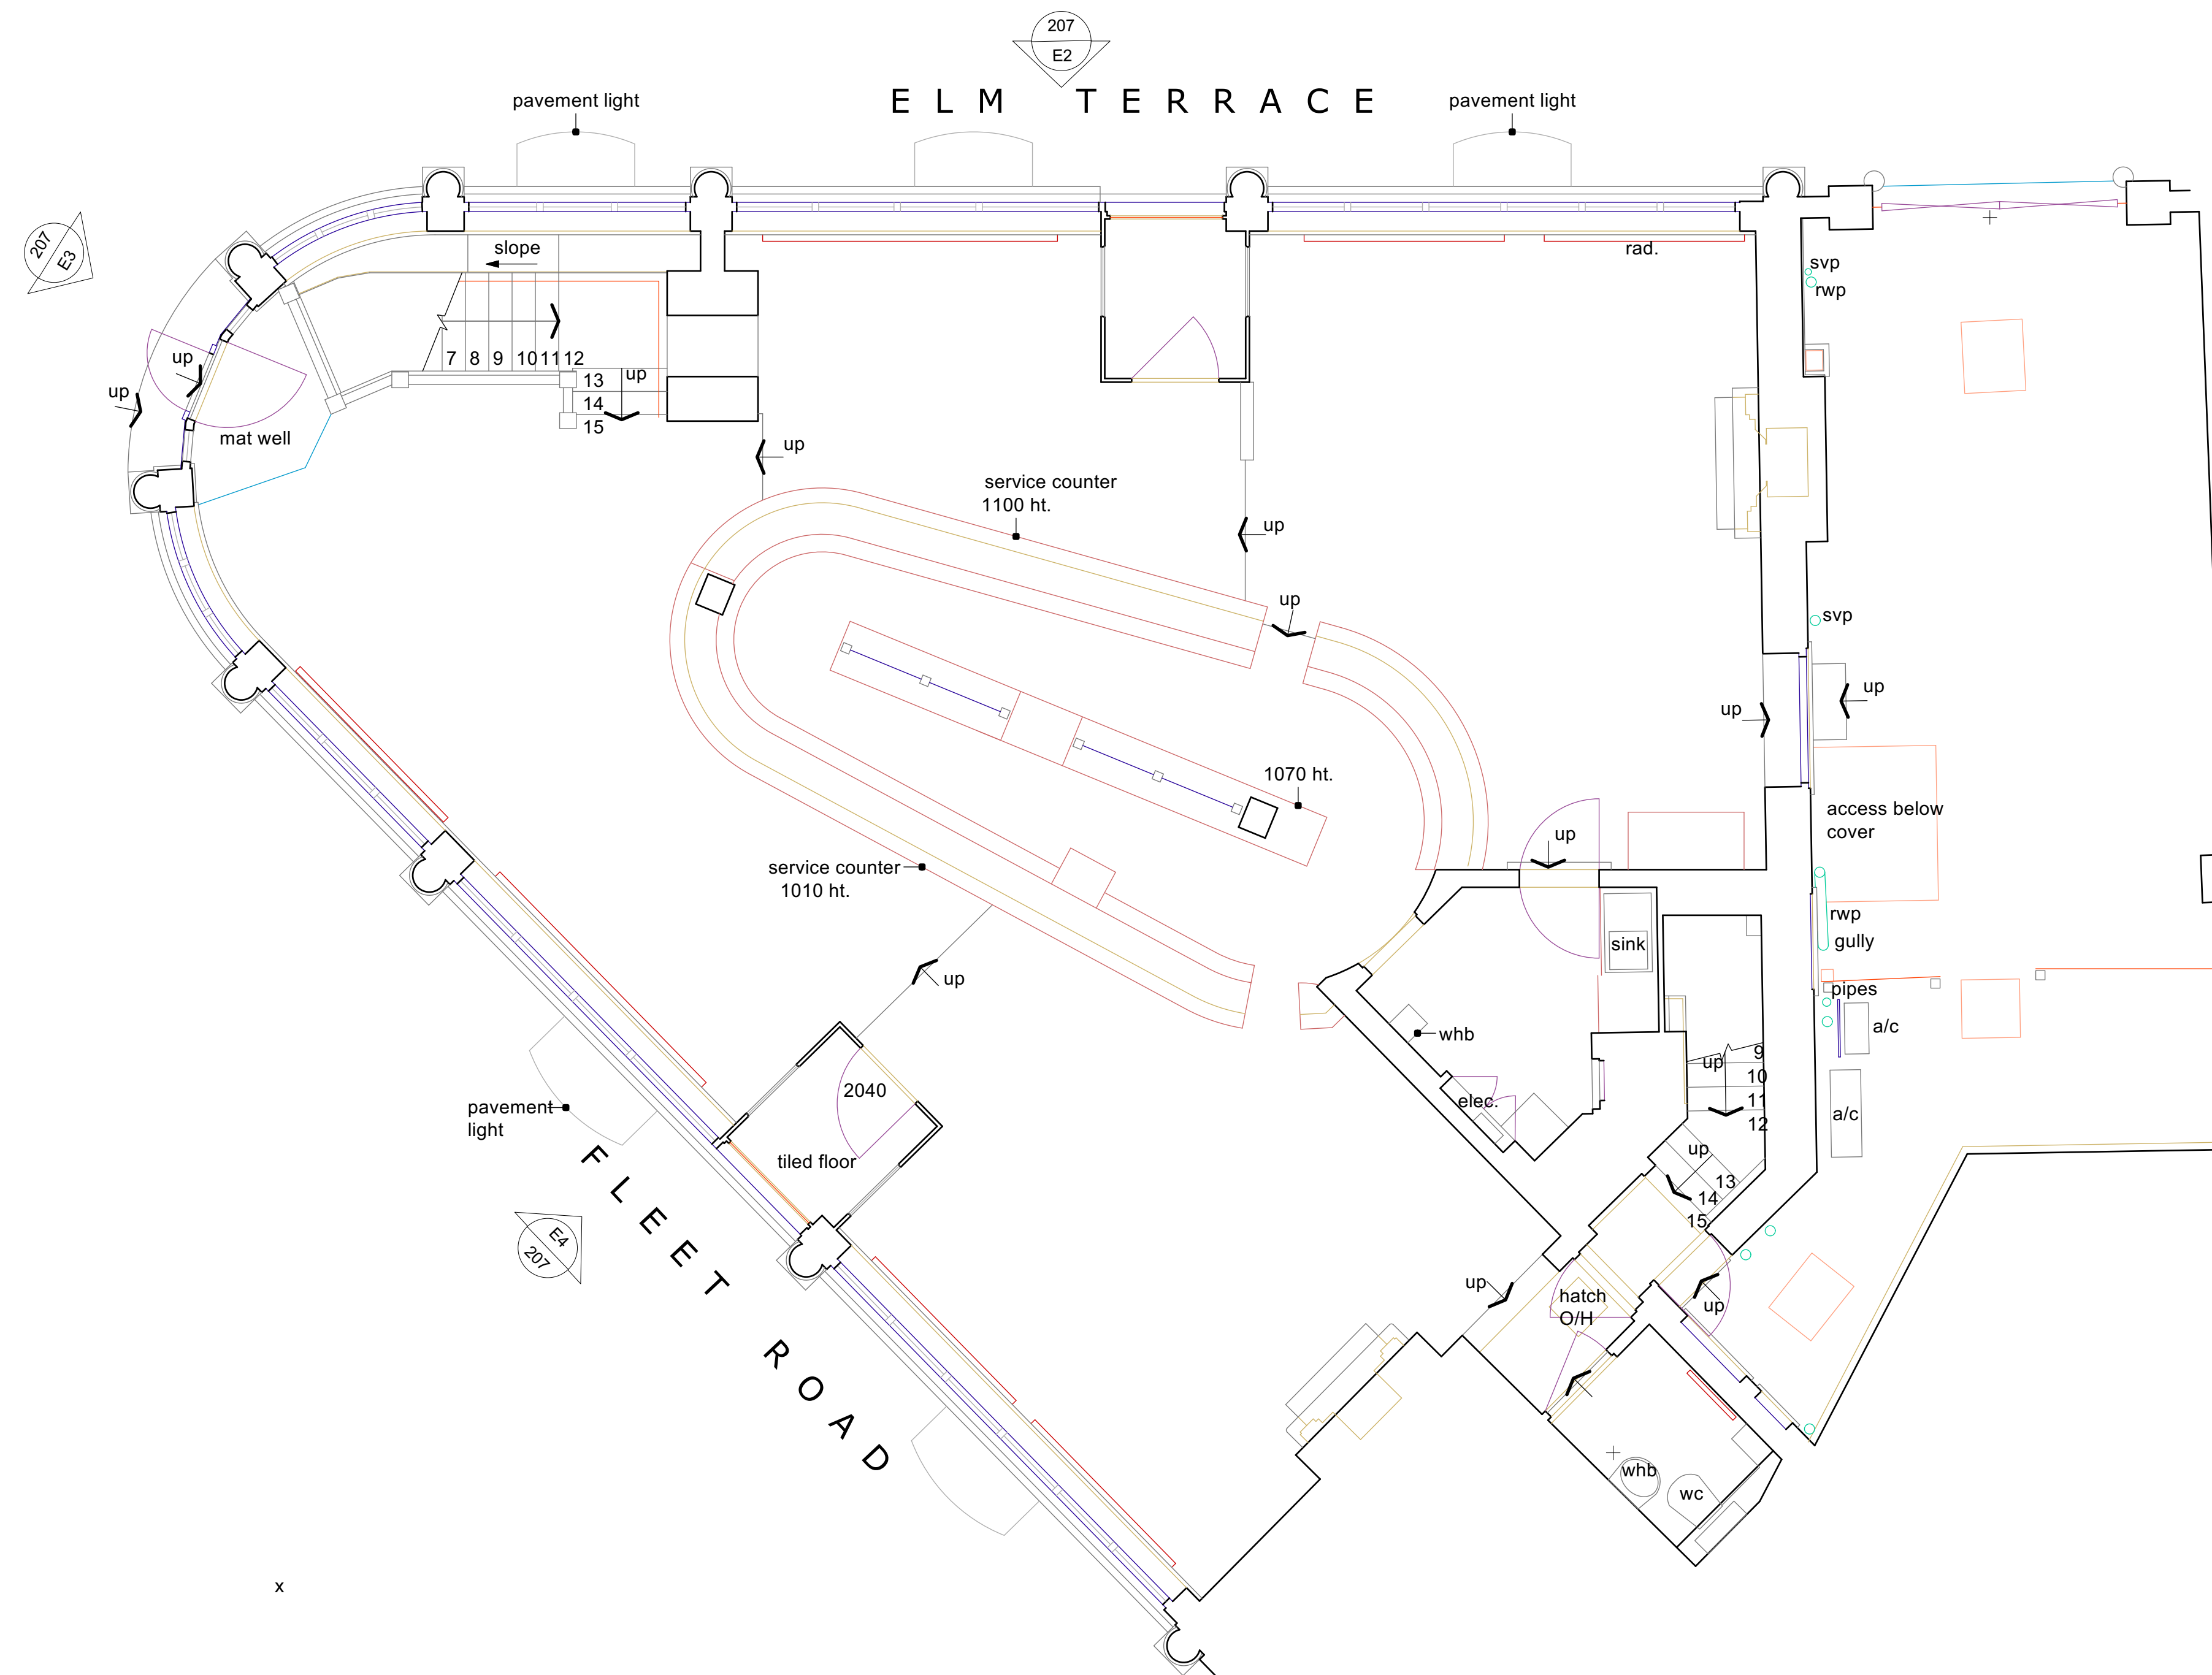 207
E2
ELM TERRACE
pavement light
pavement light
207
E3
slope
rad.
svp
rwp
up
up
7 8 9 10 11 12
up
13
14
15
mat well
up
service counter
1100 ht.
up
up
svp
up
up
1070 ht.
access below
cover
up
service counter
1010 ht.
rwp
gully
sink
up
pipes
a/c
whb
up
9
10
11
12
2040
elec.
a/c
pavement
light
tiled floor
up
13
14
15
FLEET ROAD
E4
207
up
hatch
O/H
up
whb
wc
x